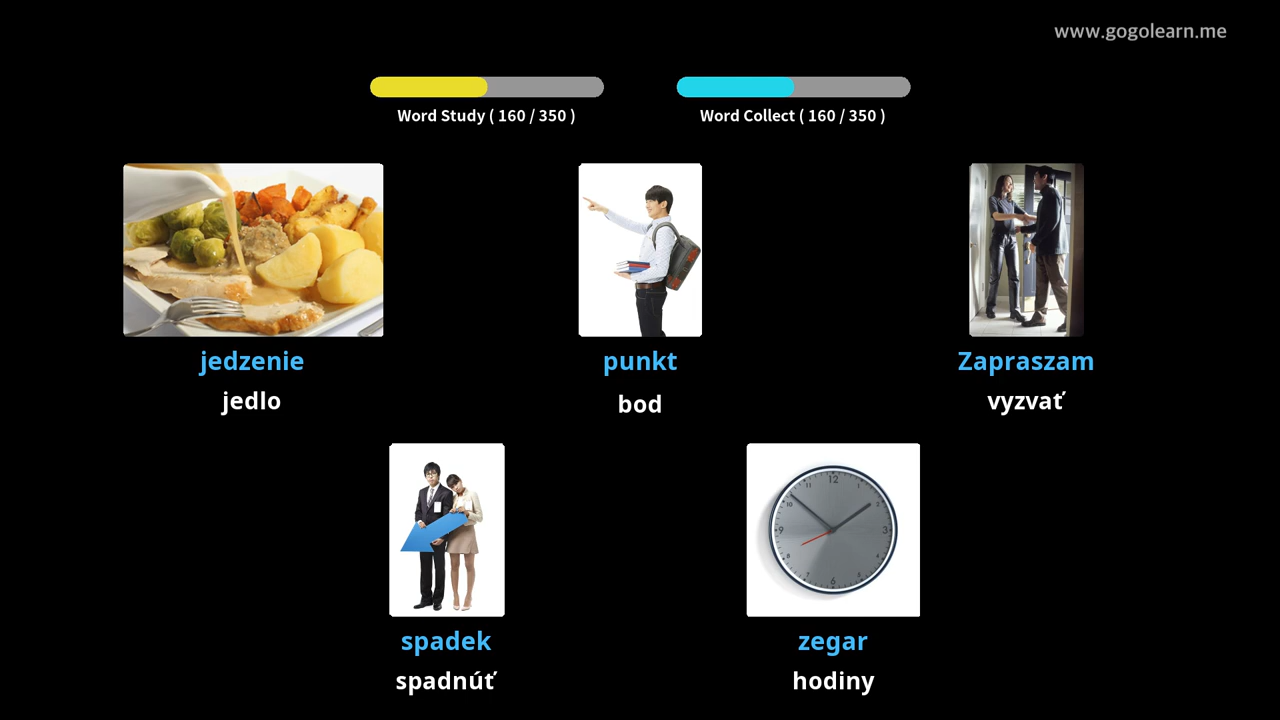 www.gogolearn.me
Word Study ( 160 / 350 )
Word Collect ( 160 / 350 )
jedzenie
jedlo
punkt
bod
Zapraszam
vyzvať
spadek
spadnúť
zegar
hodiny